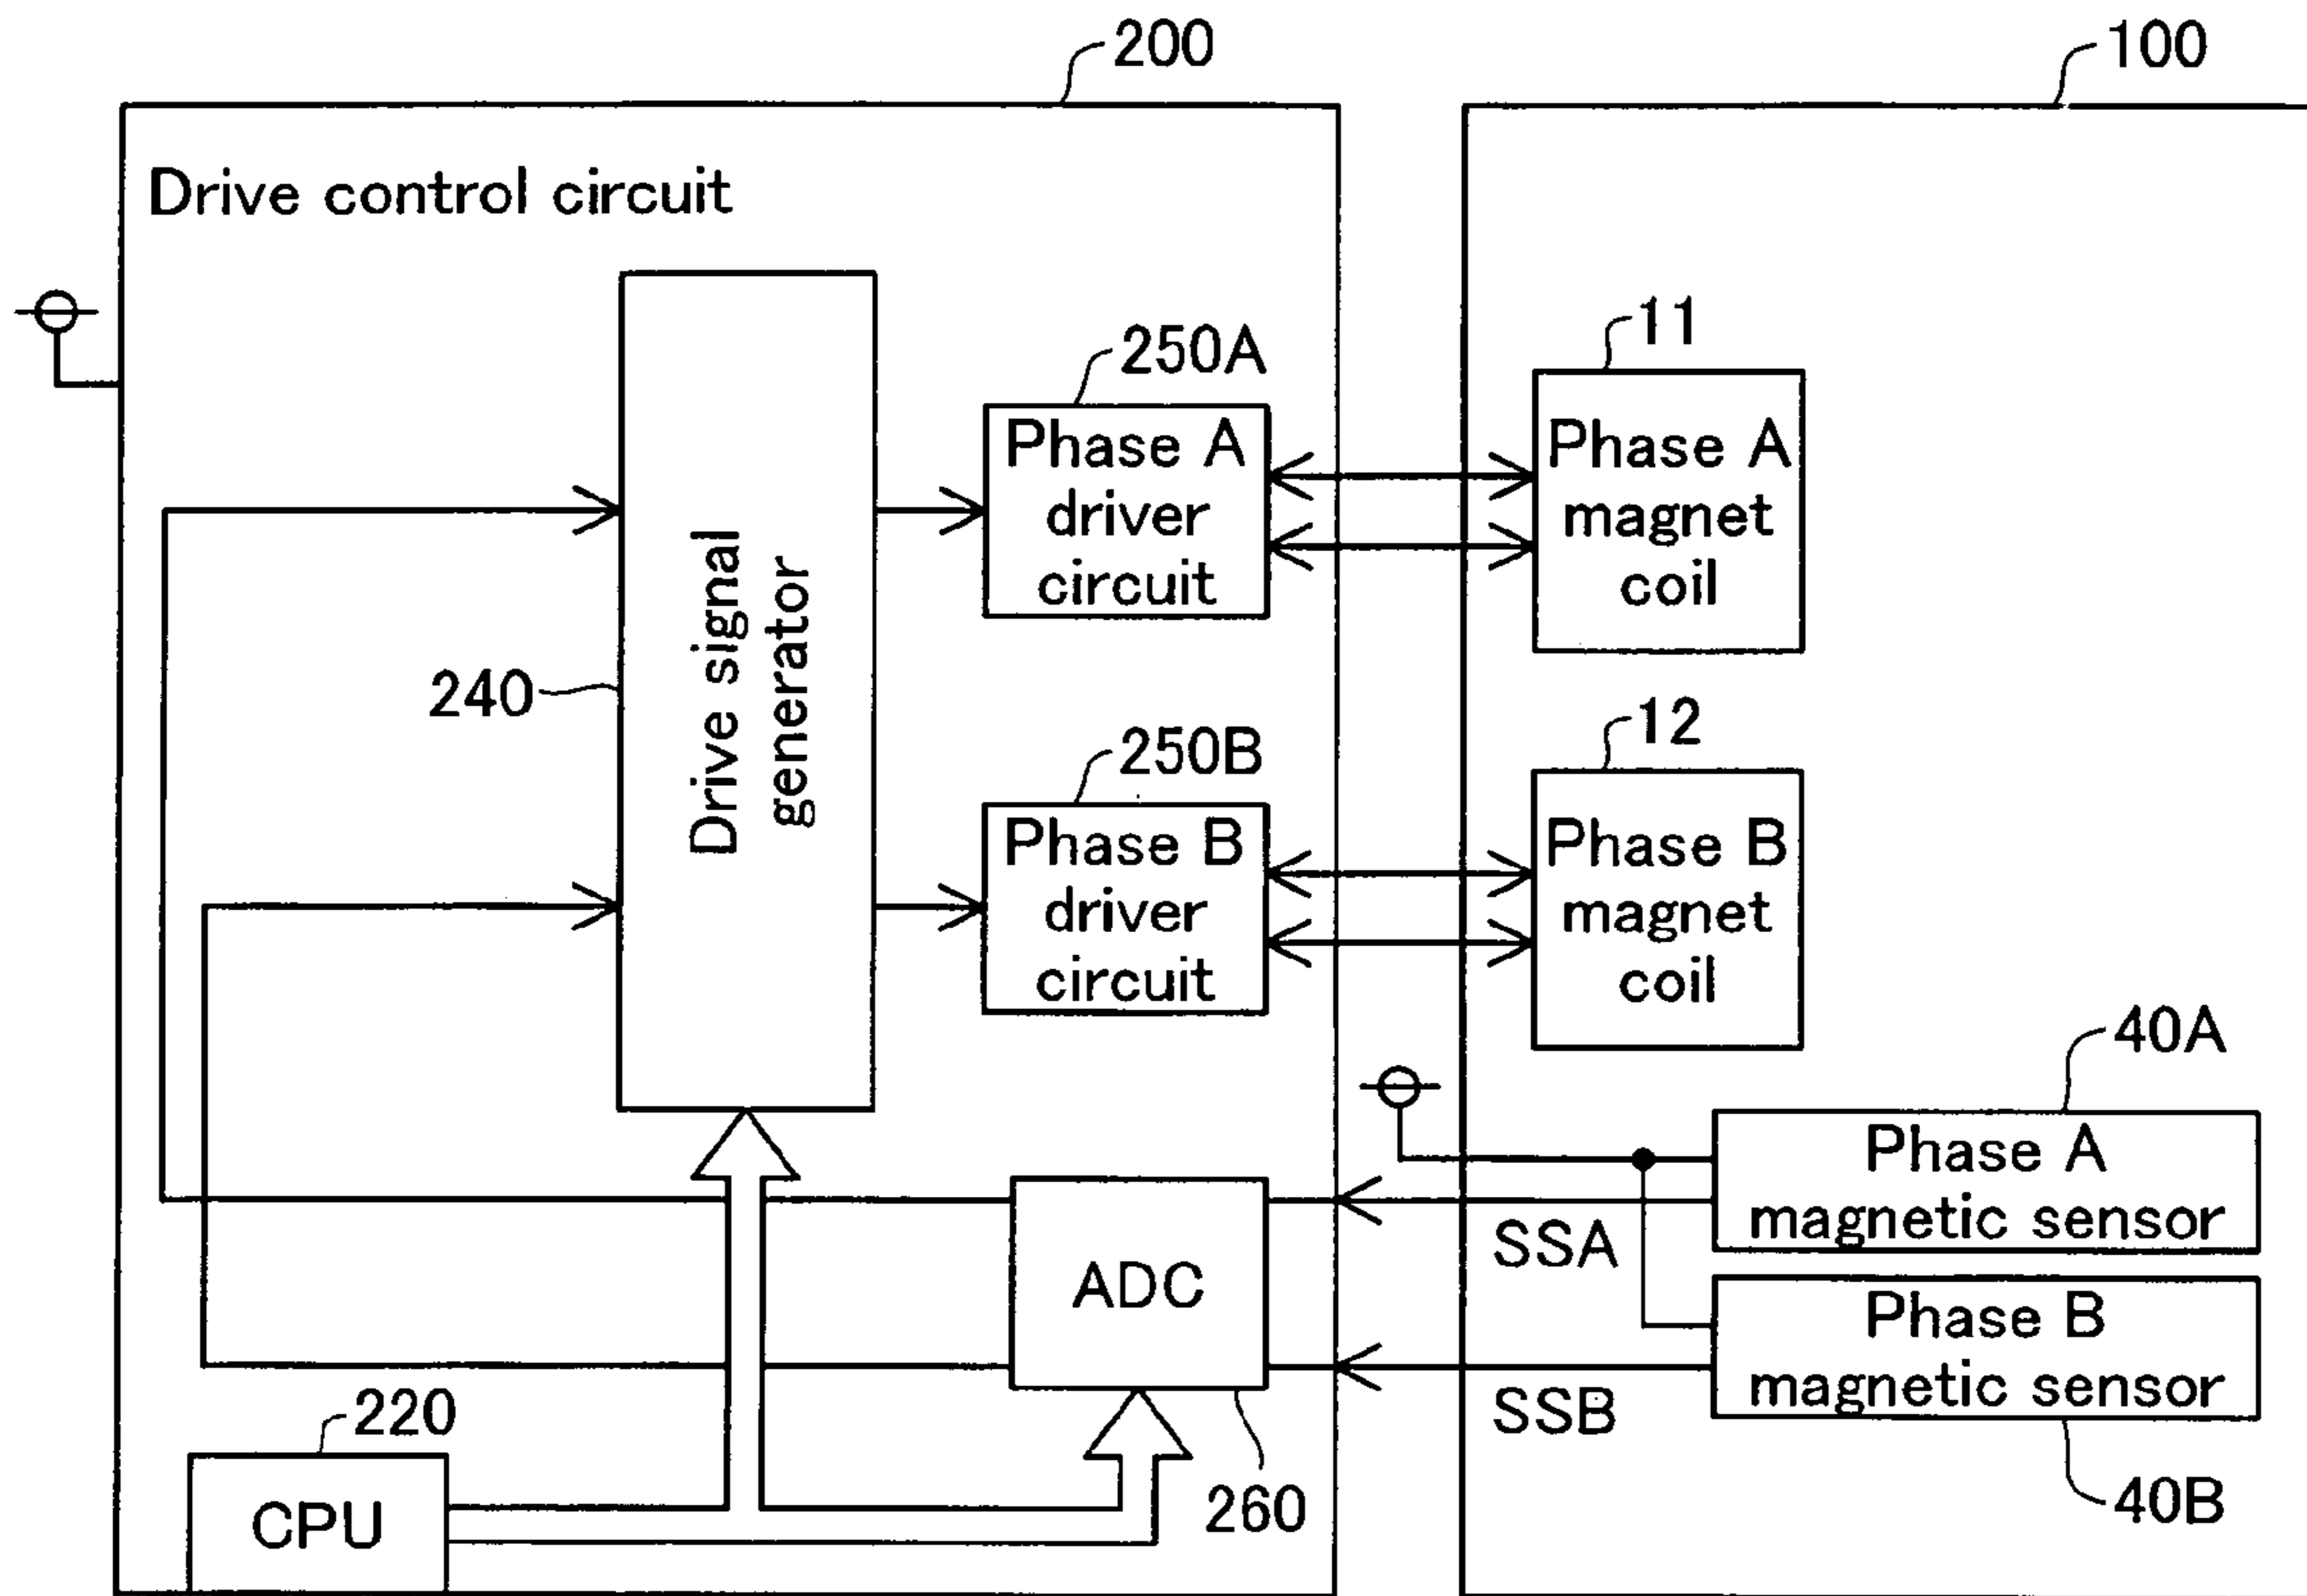 200
100
Drive control circuit
11
250A
Phase A
driver
circuit
Phase A
magnet
coil
Drive signal
generator
240
12
250B
Phase B
driver
circuit
Phase B
magnet
coil
40A
Phase A
magnetic sensor
SSA
ADC
Phase B
magnetic sensor
SSB
220
CPU
260
40B